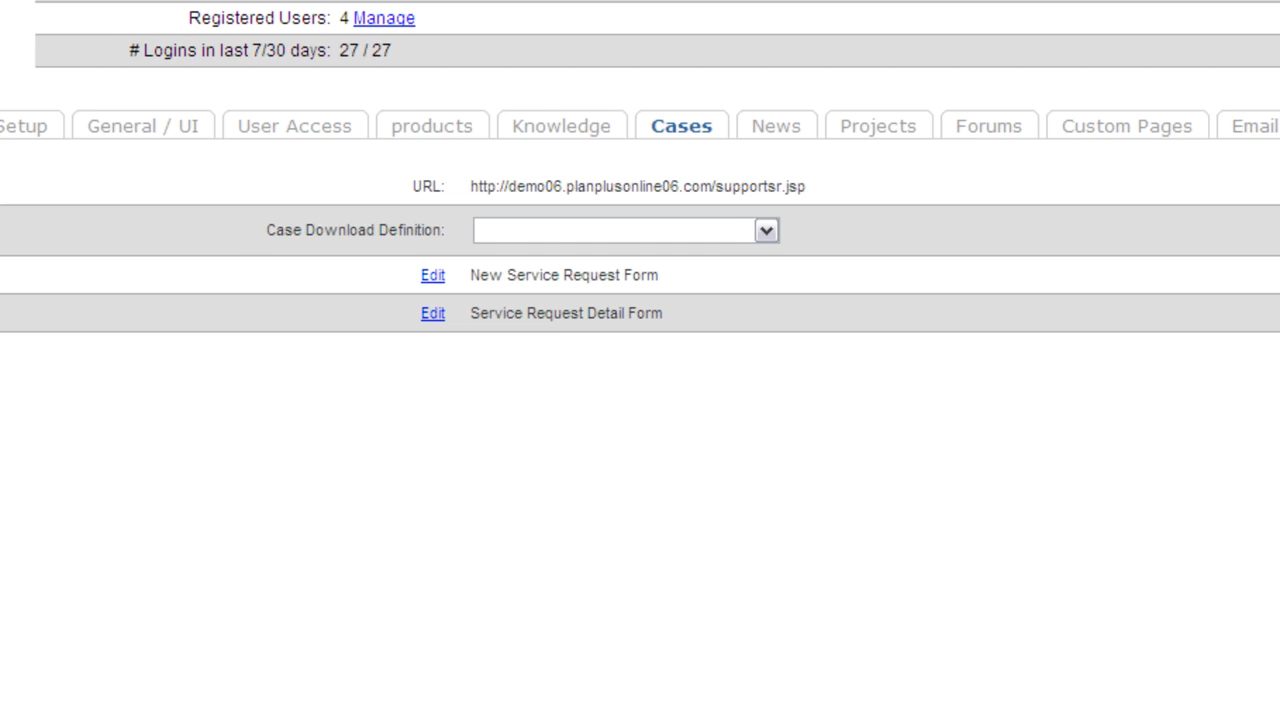 Registered Users: 4 Manage
# Logins in last 7/30 days: 27 / 27
Setup General / UI User Access products Knowledge Cases News Projects Forums Custom Pages Email
URL: http://demo06.planplusonline06.com/supportsr.jsp
Case Download Definition:
Edit New Service Request Form
Edit Service Request Detail Form